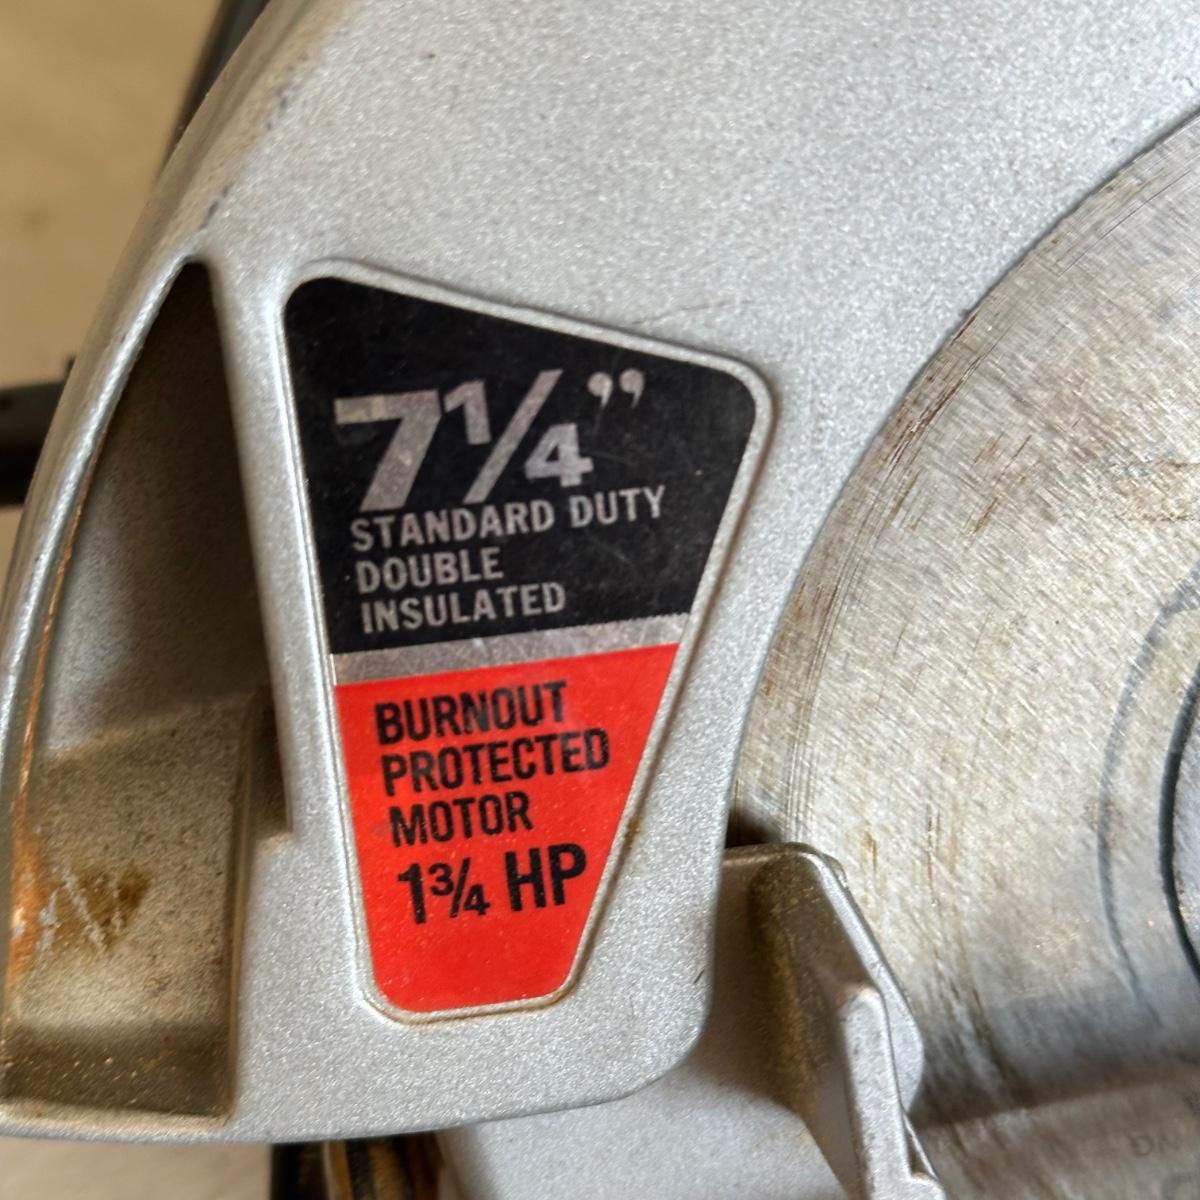 7¼”
STANDARD DUTY
DOUBLE
INSULATED
BURNOUT
PROTECTED
MOTOR
1¾ HP